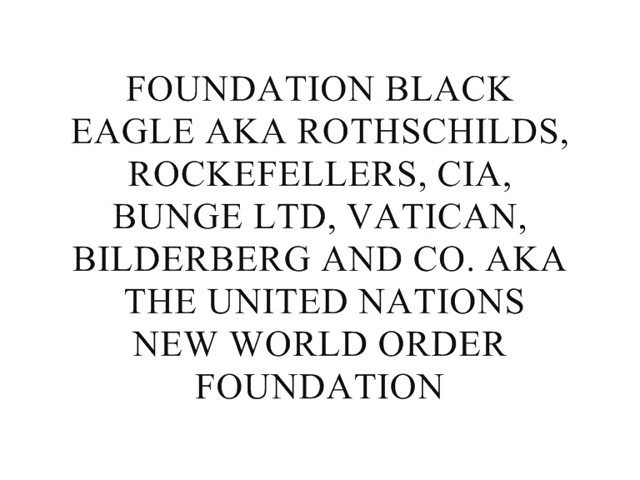 FOUNDATION BLACK
EAGLE AKA ROTHSCHILDS,
ROCKEFELLERS, CIA,
BUNGE LTD, VATICAN,
BILDERBERG AND CO. AKA
THE UNITED NATIONS
NEW WORLD ORDER
FOUNDATION